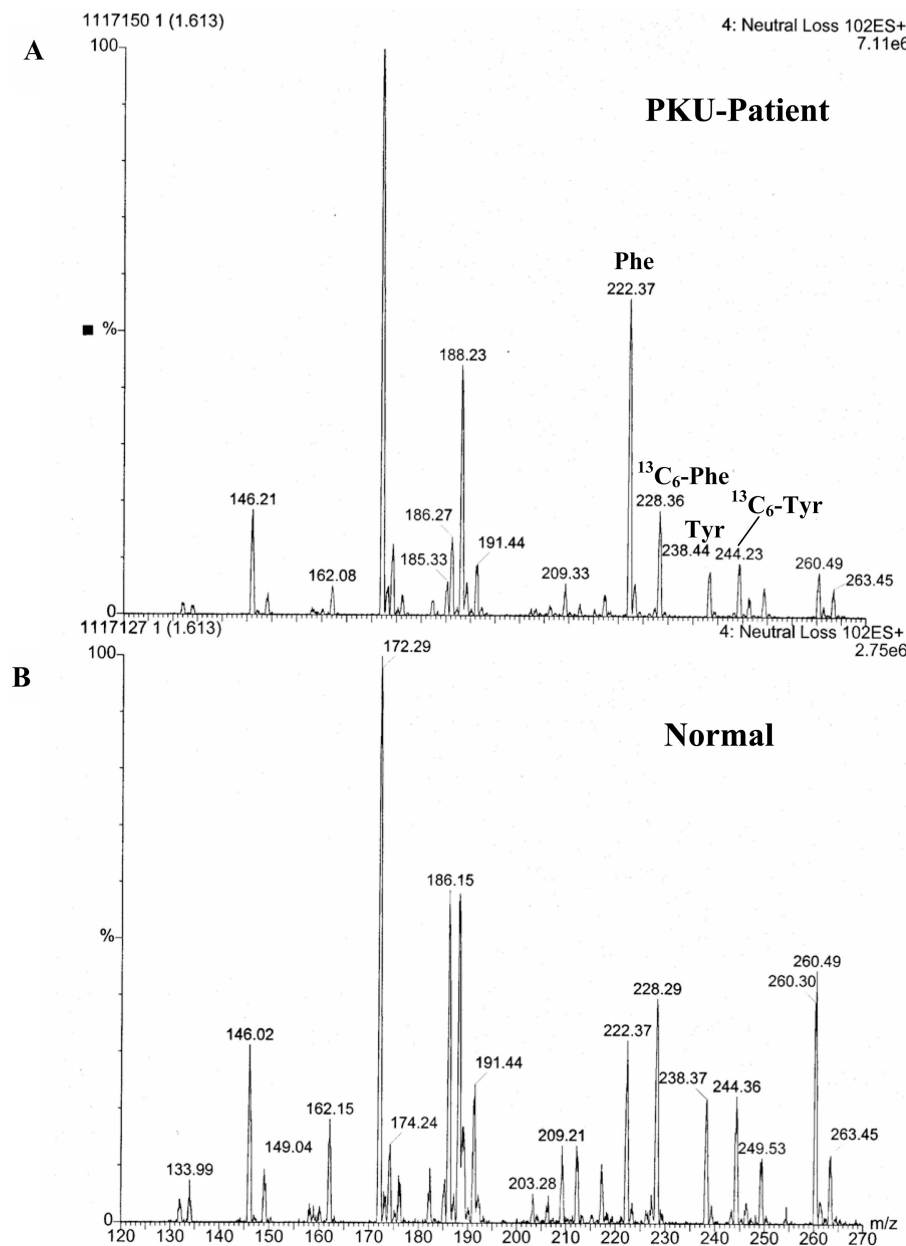 1117150 1 (1.613)
4: Neutral Loss 102ES+
7.11e6
A
100
PKU-Patient
Phe
222.37
%
188.23
¹³C₆-Phe
228.36
¹³C₆-Tyr
146.21
186.27
Tyr
238.44
244.23
185.33
191.44
260.49
162.08
209.33
263.45
0
1117127 1 (1.613)
4: Neutral Loss 102ES+
2.75e6
100
172.29
B
Normal
186.15
%
260.49
260.30
228.29
222.37
146.02
191.44
238.37
244.36
162.15
174.24
209.21
249.53
263.45
149.04
133.99
203.28
0
120 130 140 150 160 170 180 190 200 210 220 230 240 250 260 270
m/z